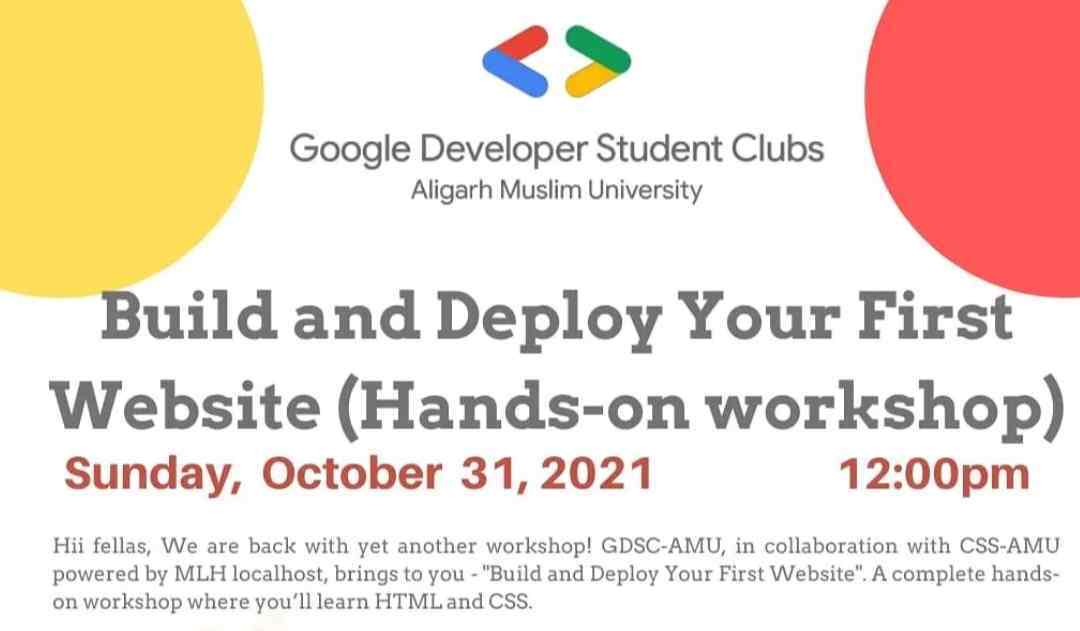 Google Developer Student Clubs
Aligarh Muslim University
Build and Deploy Your First
Website (Hands-on workshop)
Sunday, October 31, 2021 12:00pm
Hii fellas, We are back with yet another workshop! GDSC-AMU, in collaboration with CSS-AMU
powered by MLH localhost, brings to you - "Build and Deploy Your First Website". A complete hands-
on workshop where you'll learn HTML and CSS.